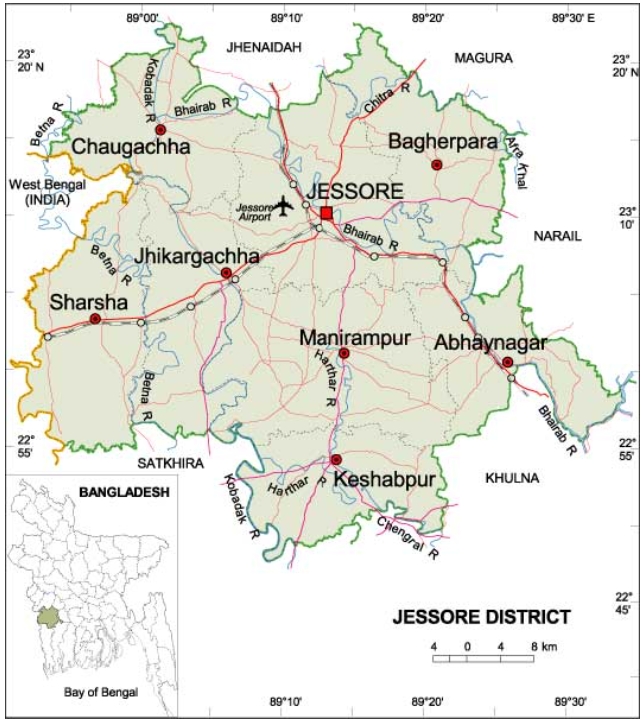 89°00'
89°10'
89°20'
89°30' E
23°
20' N
JHENAIDAH
MAGURA
23°
20' N
Kobadak R
Bhairab R
Chitra R
Betna R
Chaugachha
Bagherpara
Afra Khal
West Bengal
(INDIA)
JESSORE
Jessore
Airport
23°
10'
Bhairab R
NARAIL
Betna R
Jhikargachha
Sharsha
Manirampur
Abhaynagar
Harihar R
Betna R
Bhairab R
22°
55'
22°
55'
SATKHIRA
KHULNA
Kobadak R
Harihar R
Keshabpur
Chengral R
BANGLADESH
22°
45'
JESSORE DISTRICT
4 0 4 8 km
Bay of Bengal
89°10'
89°20'
89°30'